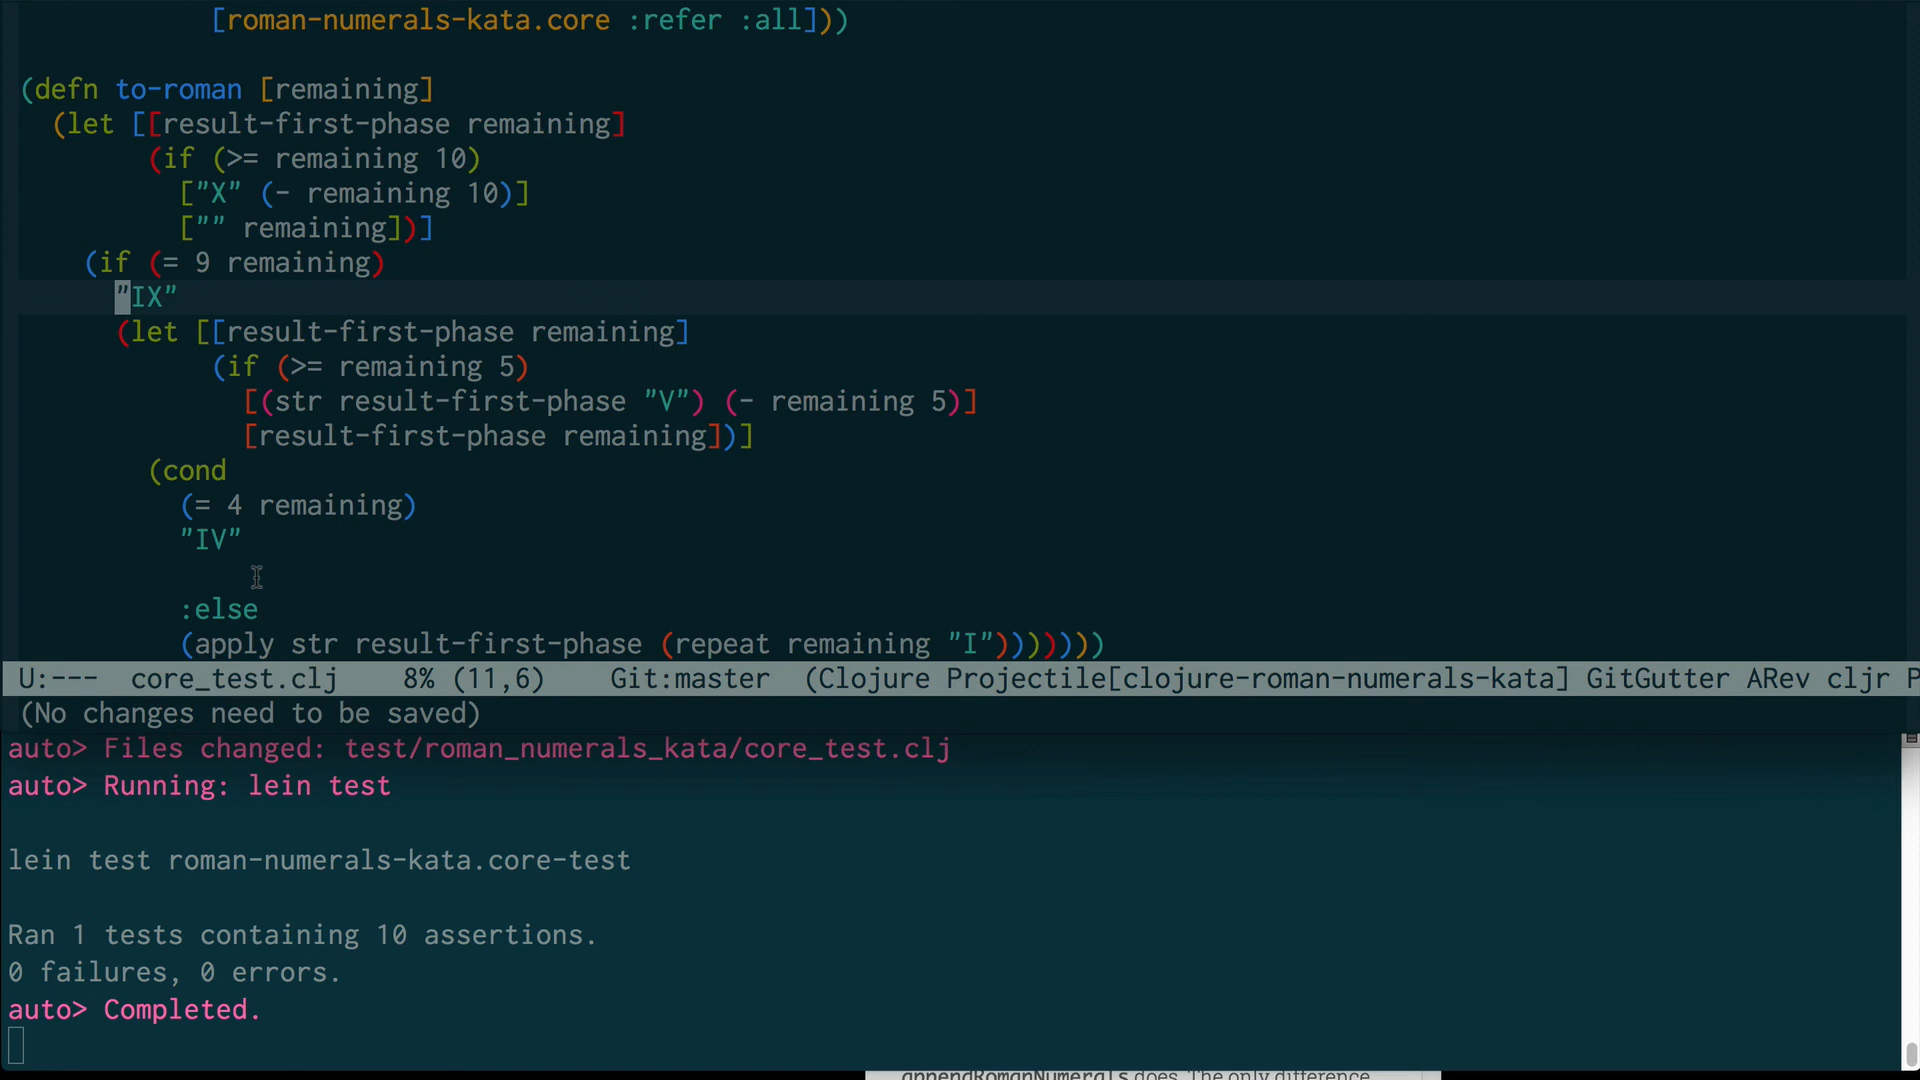 [roman-numerals-kata.core :refer :all]))
(defn to-roman [remaining]
(let [[result-first-phase remaining]
(if (>= remaining 10)
["X" (- remaining 10)]
["" remaining])]
(if (= 9 remaining)
"IX"
(let [[result-first-phase remaining]
(if (>= remaining 5)
[(str result-first-phase "V") (- remaining 5)]
[result-first-phase remaining])]
(cond
(= 4 remaining)
"IV"
:else
(apply str result-first-phase (repeat remaining "I")))))))
U:--- core_test.clj 8% (11,6) Git:master (Clojure Projectile[clojure-roman-numerals-kata] GitGutter ARev cljr P
(No changes need to be saved)
auto> Files changed: test/roman_numerals_kata/core_test.clj
auto> Running: lein test
lein test roman-numerals-kata.core-test
Ran 1 tests containing 10 assertions.
0 failures, 0 errors.
auto> Completed.
appendRomanNumerals does. The only difference